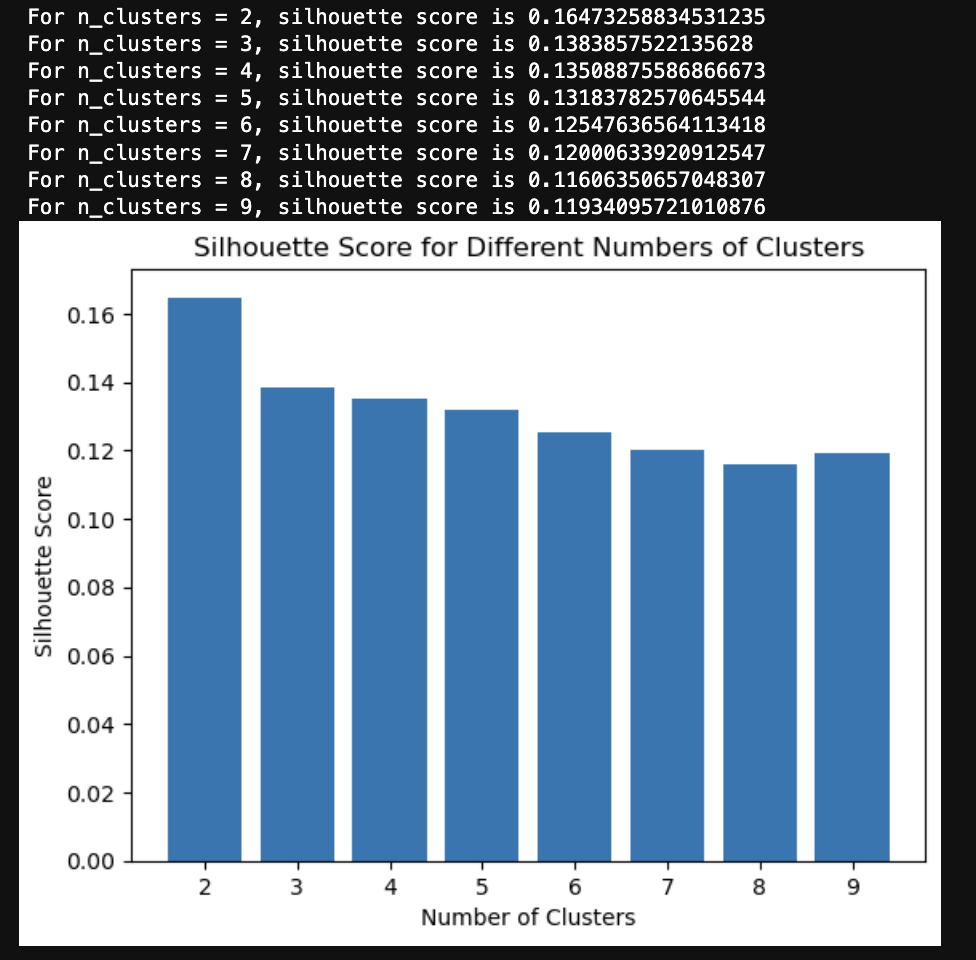 For n_clusters = 2, silhouette score is 0.16473258834531235
For n_clusters = 3, silhouette score is 0.1383857522135628
For n_clusters = 4, silhouette score is 0.13508875586866673
For n_clusters = 5, silhouette score is 0.13183782570645544
For n_clusters = 6, silhouette score is 0.12547636564113418
For n_clusters = 7, silhouette score is 0.12000633920912547
For n_clusters = 8, silhouette score is 0.11606350657048307
For n_clusters = 9, silhouette score is 0.11934095721010876
Silhouette Score for Different Numbers of Clusters
Silhouette Score
0.16
0.14
0.12
0.10
0.08
0.06
0.04
0.02
0.00
2 3 4 5 6 7 8 9
Number of Clusters